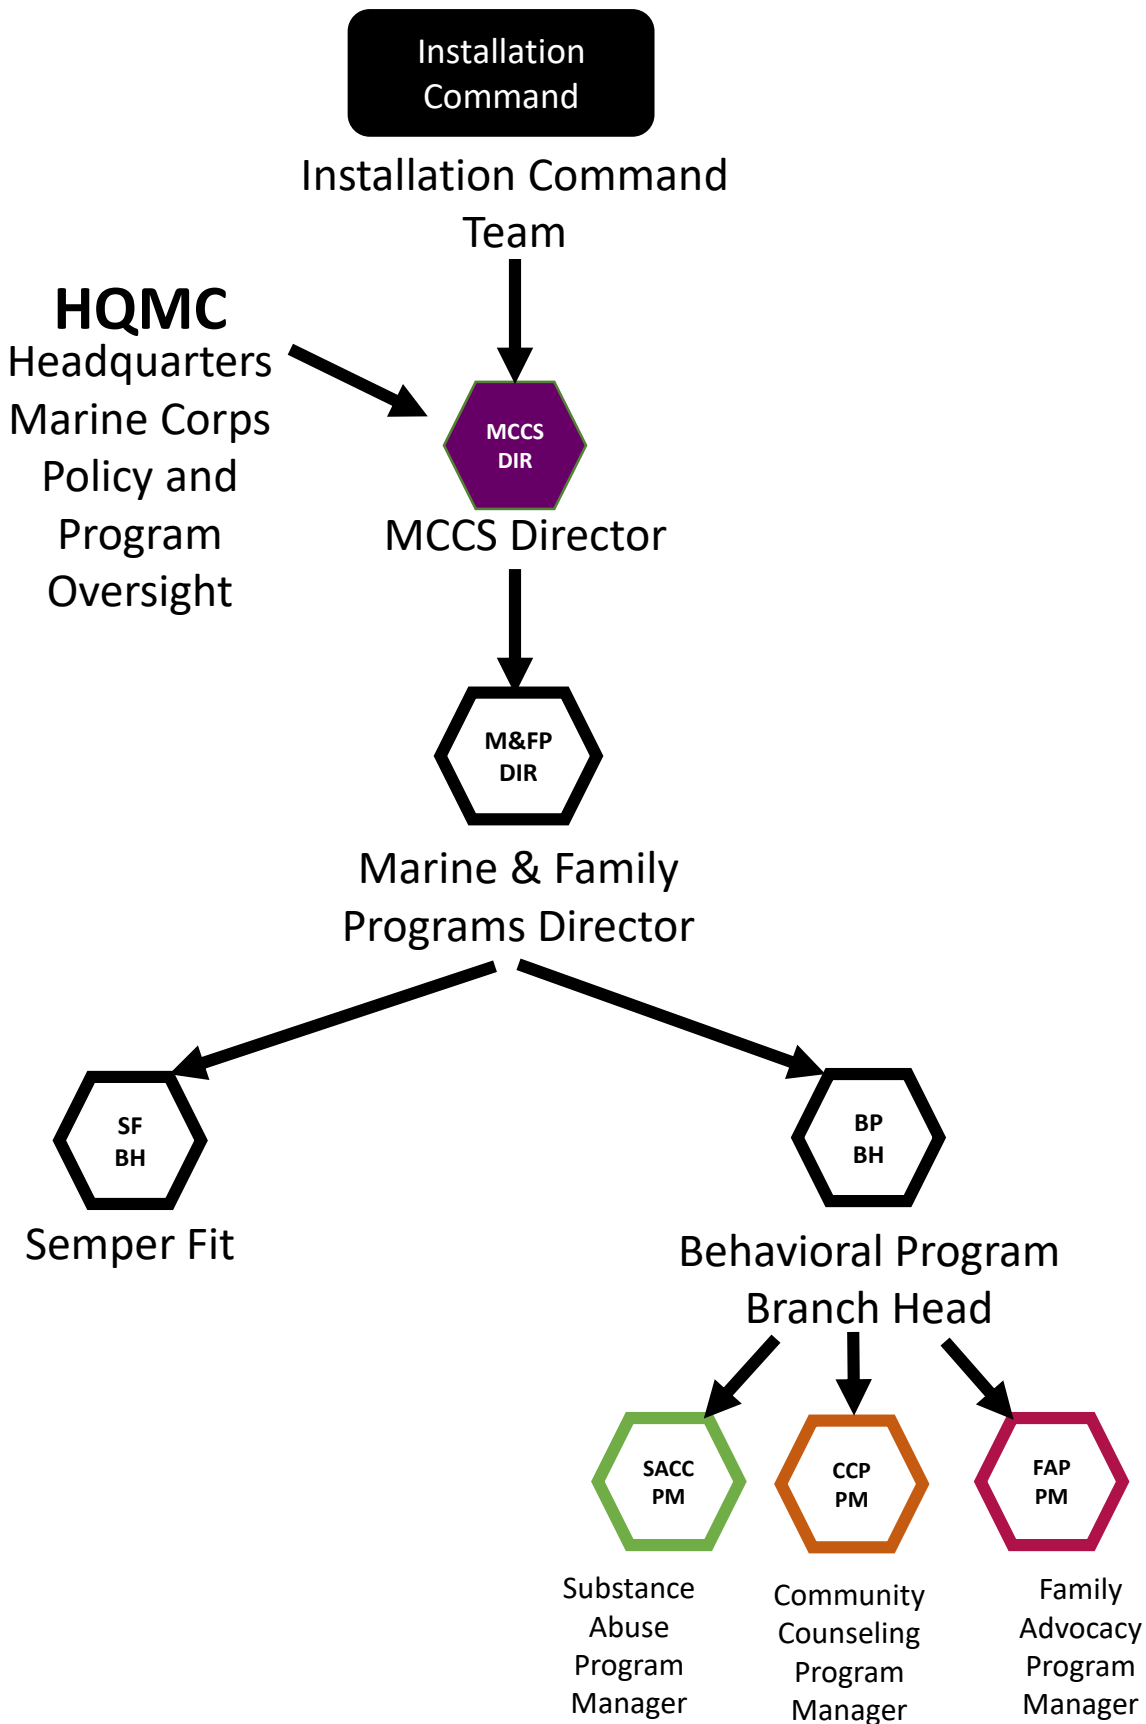 Installation
Command
Installation Command
Team
HQMC
Headquarters
Marine Corps
Policy and
Program
Oversight
MCCS
DIR
MCCS Director
M&FP
DIR
Marine & Family
Programs Director
SF
BH
Semper Fit
BP
BH
Behavioral Program
Branch Head
SACC
PM
Substance
Abuse
Program
Manager
CCP
PM
Community
Counseling
Program
Manager
FAP
PM
Family
Advocacy
Program
Manager